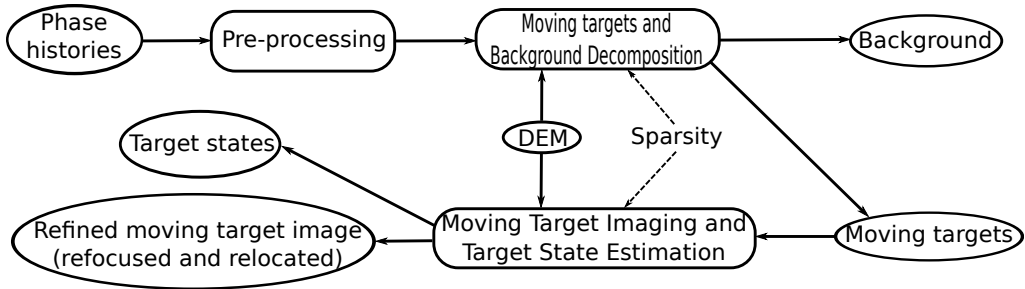 Phase
histories
Pre-processing
Moving targets and
Background Decomposition
Background
Target states
DEM
Sparsity
Refined moving target image
(refocused and relocated)
Moving Target Imaging and
Target State Estimation
Moving targets